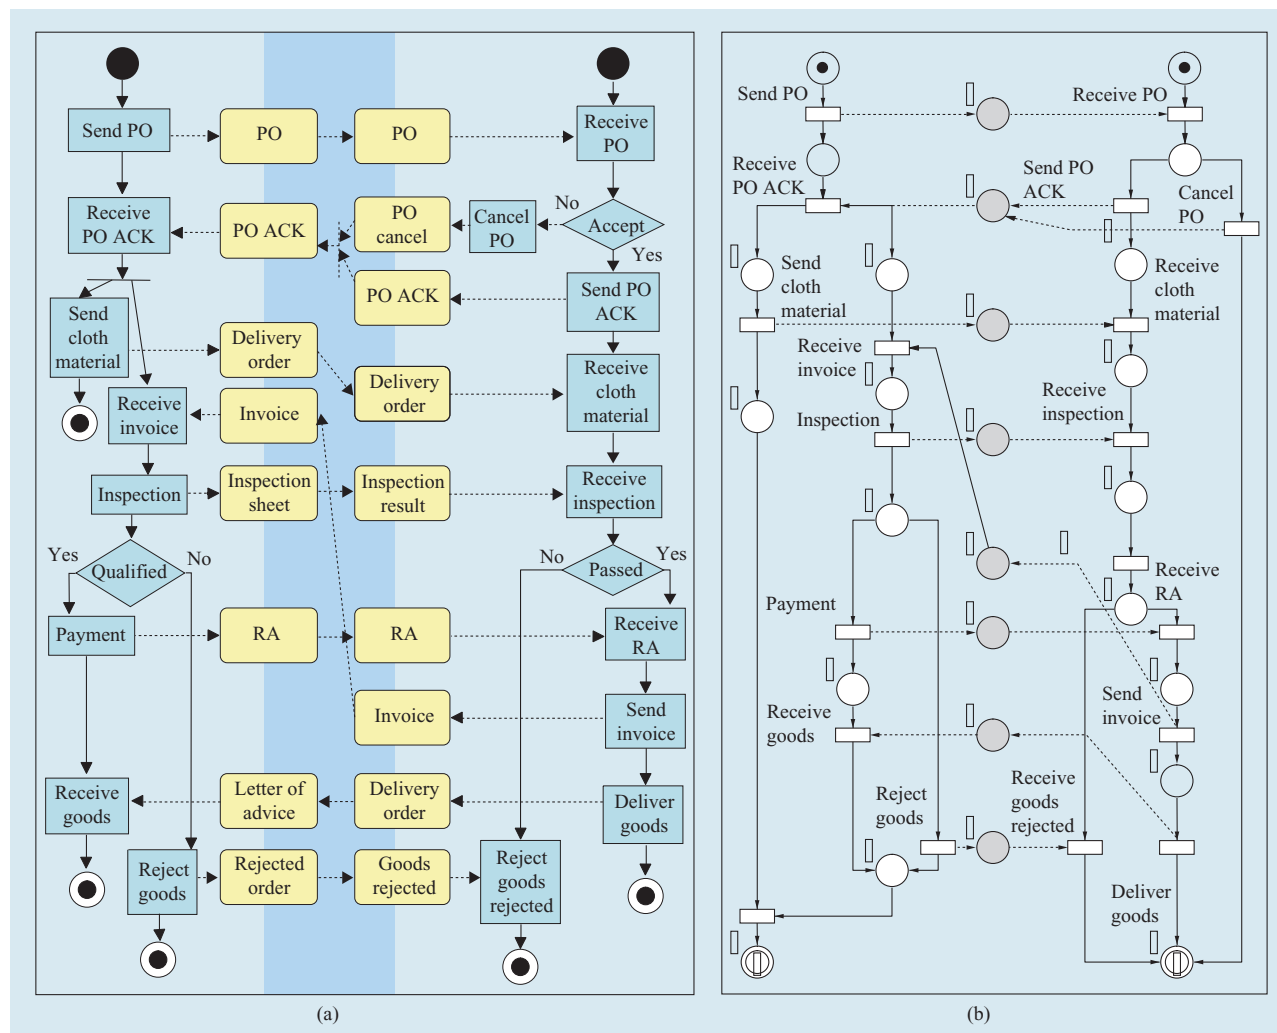 Send PO
PO
PO
Receive
PO
Receive
PO ACK
PO ACK
PO
cancel
Cancel
PO
No
Accept
Yes
PO ACK
Send PO
ACK
Send
cloth
material
Delivery
order
Delivery
order
Receive
cloth
material
Receive
invoice
Invoice
Inspection
Inspection
sheet
Inspection
result
Receive
inspection
Yes
No
Qualified
No
Yes
Passed
Payment
RA
RA
Receive
RA
Invoice
Send
invoice
Receive
goods
Letter of
advice
Delivery
order
Deliver
goods
Reject
goods
Rejected
order
Goods
rejected
Reject
goods
rejected
(a)
Send PO
Receive PO
Receive
PO ACK
Send PO
ACK
Cancel
PO
Send
cloth
material
Receive
cloth
material
Receive
invoice
Inspection
Receive
inspection
Receive
RA
Payment
Receive
goods
Send
invoice
Reject
goods
Receive
goods
rejected
Deliver
goods
(b)